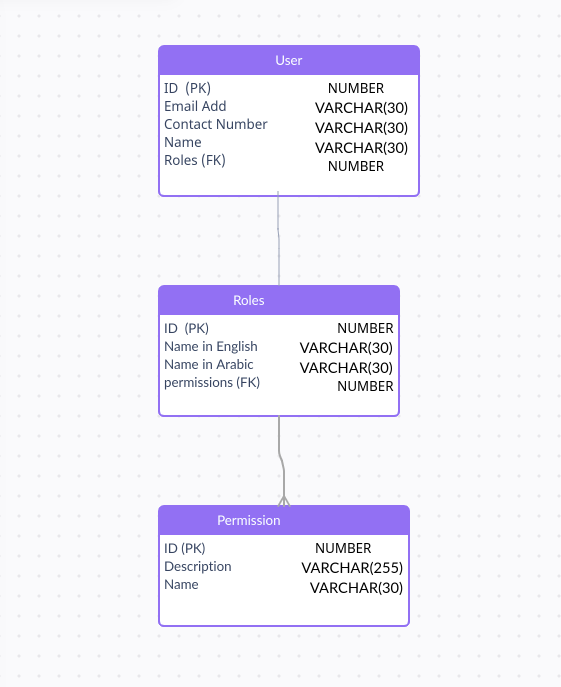 User
ID (PK) NUMBER
Email Add VARCHAR(30)
Contact Number VARCHAR(30)
Name VARCHAR(30)
Roles (FK) NUMBER
Roles
ID (PK) NUMBER
Name in English VARCHAR(30)
Name in Arabic VARCHAR(30)
permissions (FK) NUMBER
Permission
ID (PK) NUMBER
Description VARCHAR(255)
Name VARCHAR(30)